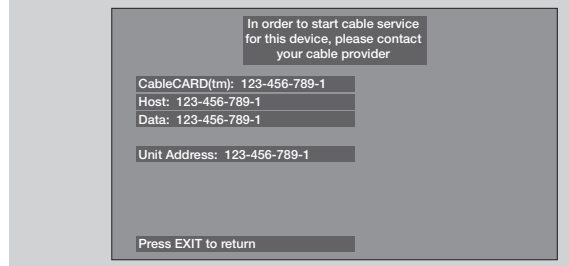 In order to start cable service
for this device, please contact
your cable provider
CableCARD(tm): 123-456-789-1
Host: 123-456-789-1
Data: 123-456-789-1
Unit Address: 123-456-789-1
Press EXIT to return